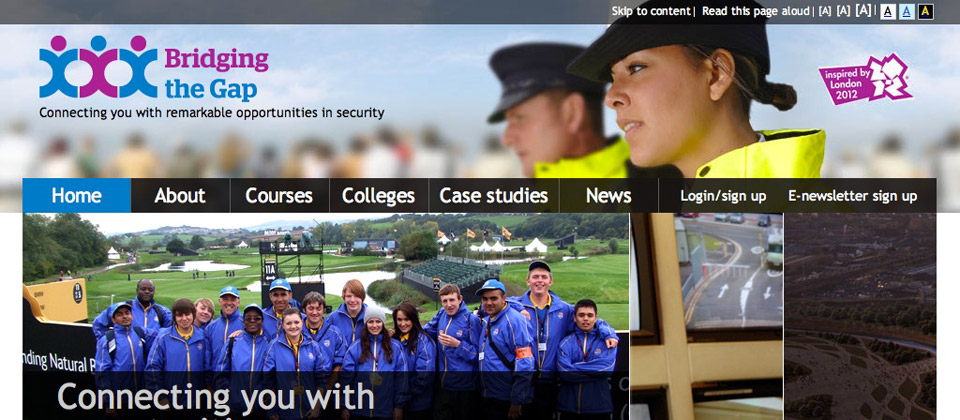 Skip to content | Read this page aloud | [A] [A] [A] | A A A
Bridging
the Gap
Connecting you with remarkable opportunities in security
inspired by
London
2012
Home About Courses Colleges Case studies News Login/sign up E-newsletter sign up
11A
nding Natural
Connecting you with